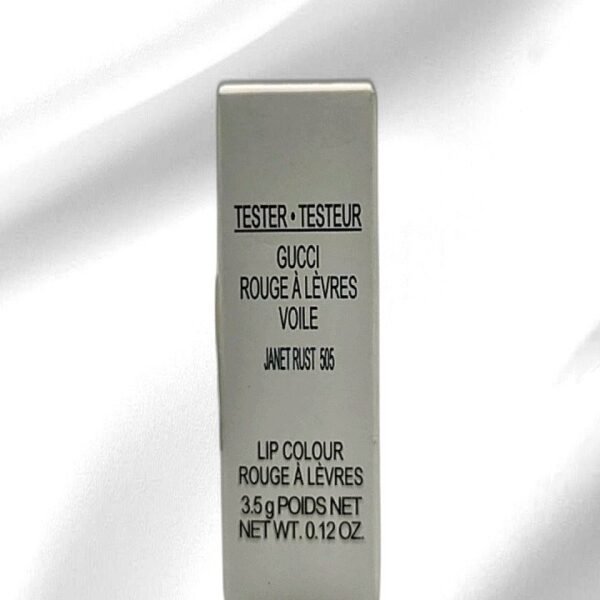 TESTER • TESTEUR
GUCCI
ROUGE À LÈVRES
VOILE
JANET RUST 505
LIP COLOUR
ROUGE À LÈVRES
3.5 g POIDS NET
NET WT. 0.12 OZ.